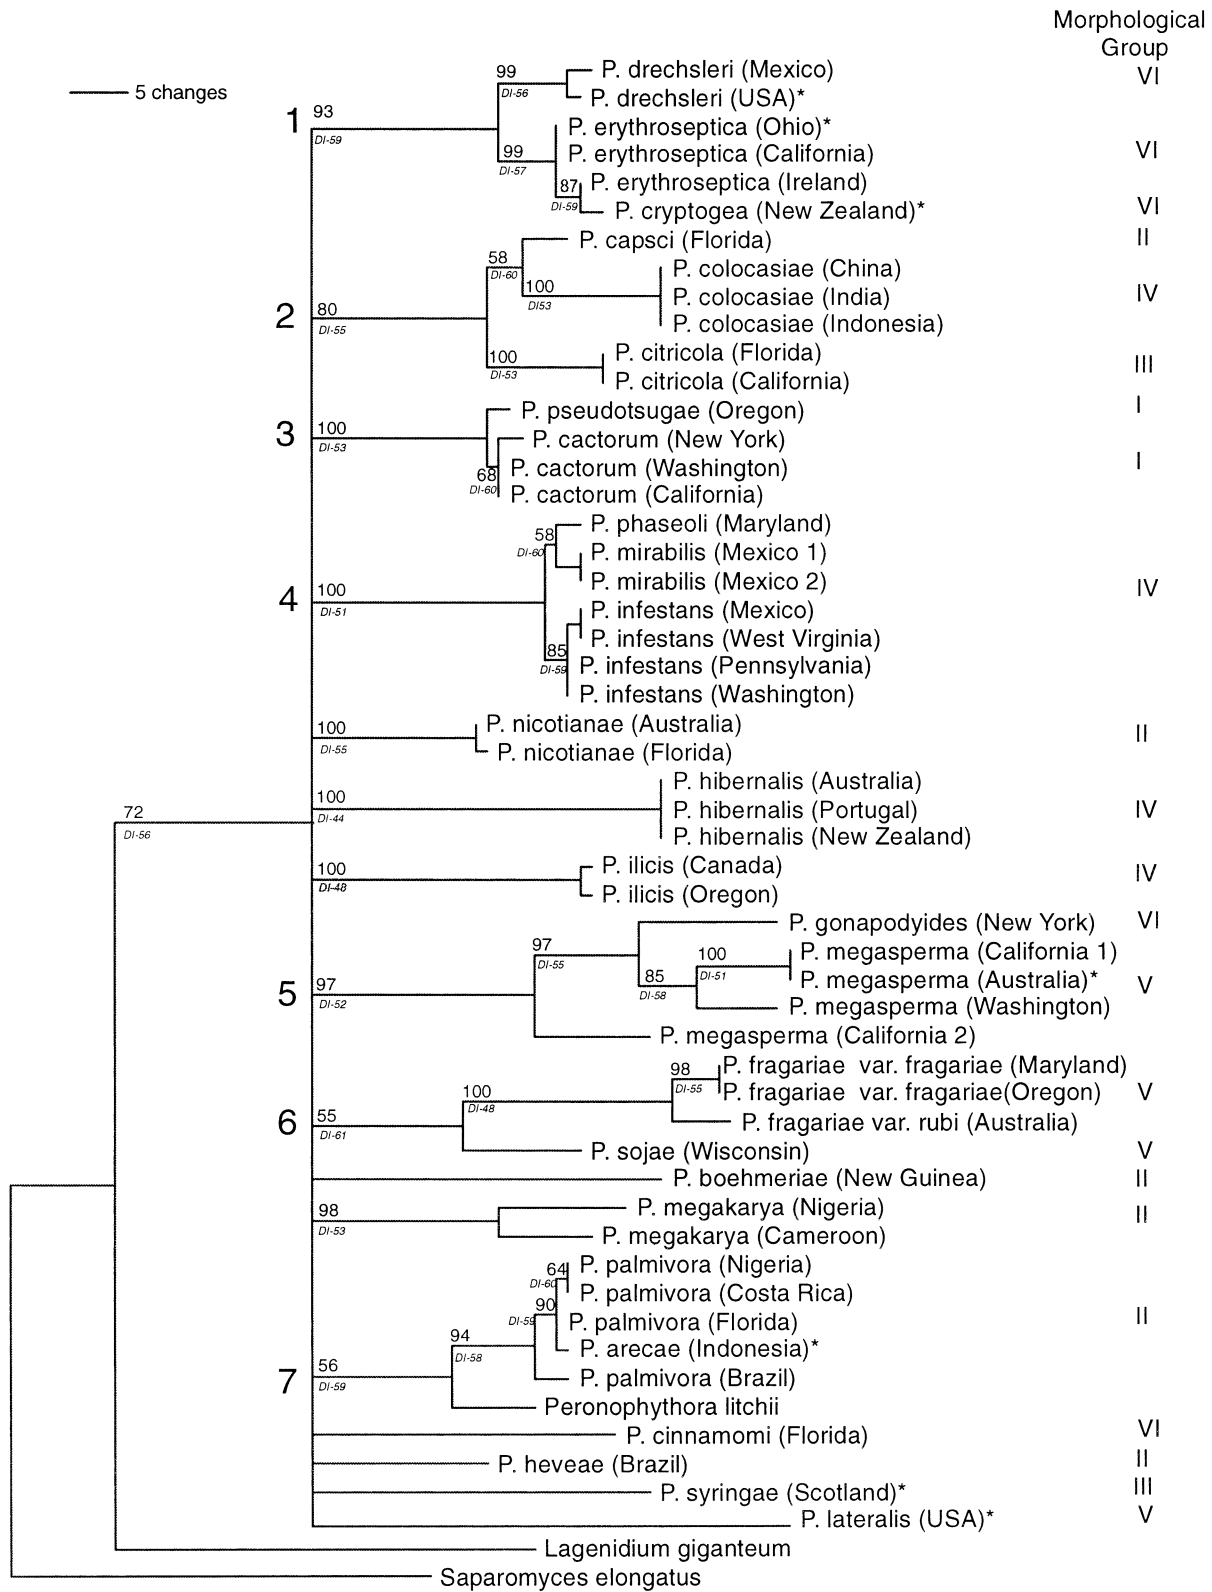 Morphological
Group
5 changes
99
DI-56
P. drechsleri (Mexico)
VI
P. drechsleri (USA)*
1
93
DI-59
P. erythroseptica (Ohio)*
99
DI-57
P. erythroseptica (California)
VI
87
DI-59
P. erythroseptica (Ireland)
P. cryptogea (New Zealand)*
VI
P. capsci (Florida)
II
58
DI-60
P. colocasiae (China)
100
DI53
P. colocasiae (India)
IV
P. colocasiae (Indonesia)
2
80
DI-55
P. citricola (Florida)
100
DI-53
III
P. citricola (California)
P. pseudotsugae (Oregon)
I
3
100
DI-53
P. cactorum (New York)
68
DI-60
P. cactorum (Washington)
I
P. cactorum (California)
P. phaseoli (Maryland)
58
DI-60
P. mirabilis (Mexico 1)
P. mirabilis (Mexico 2)
IV
4
100
DI-51
P. infestans (Mexico)
P. infestans (West Virginia)
85
DI-59
P. infestans (Pennsylvania)
P. infestans (Washington)
100
DI-55
P. nicotianae (Australia)
II
P. nicotianae (Florida)
P. hibernalis (Australia)
100
DI-44
P. hibernalis (Portugal)
IV
P. hibernalis (New Zealand)
72
DI-56
100
DI-48
P. ilicis (Canada)
IV
P. ilicis (Oregon)
P. gonapodyides (New York)
VI
97
DI-55
100
DI-51
P. megasperma (California 1)
85
DI-58
P. megasperma (Australia)*
V
5
97
DI-52
P. megasperma (Washington)
P. megasperma (California 2)
98
DI-55
P. fragariae var. fragariae (Maryland)
100
DI-48
P. fragariae var. fragariae(Oregon)
V
6
55
DI-61
P. fragariae var. rubi (Australia)
P. sojae (Wisconsin)
V
P. boehmeriae (New Guinea)
II
98
DI-53
P. megakarya (Nigeria)
II
P. megakarya (Cameroon)
64
DI-60
P. palmivora (Nigeria)
P. palmivora (Costa Rica)
90
DI-59
P. palmivora (Florida)
II
94
DI-58
P. arecae (Indonesia)*
7
56
DI-59
P. palmivora (Brazil)
Peronophythora litchii
P. cinnamomi (Florida)
VI
P. heveae (Brazil)
II
P. syringae (Scotland)*
III
P. lateralis (USA)*
V
Lagenidium giganteum
Saparomyces elongatus